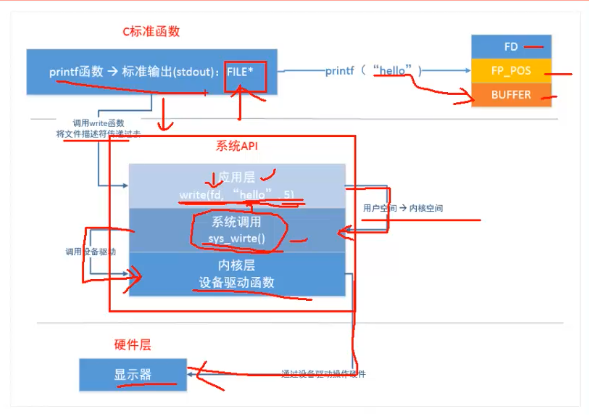 C标准函数
printf函数 → 标准输出(stdout)：FILE*
printf（“hello”）
FD
FP_POS
BUFFER
调用write函数
将文件描述符传递过去
系统API
应用层
write(fd, “hello”, 5)
用户空间 → 内核空间
系统调用
sys_wirte()
调用设备驱动
内核层
设备驱动函数
硬件层
显示器
通过设备驱动操作硬件